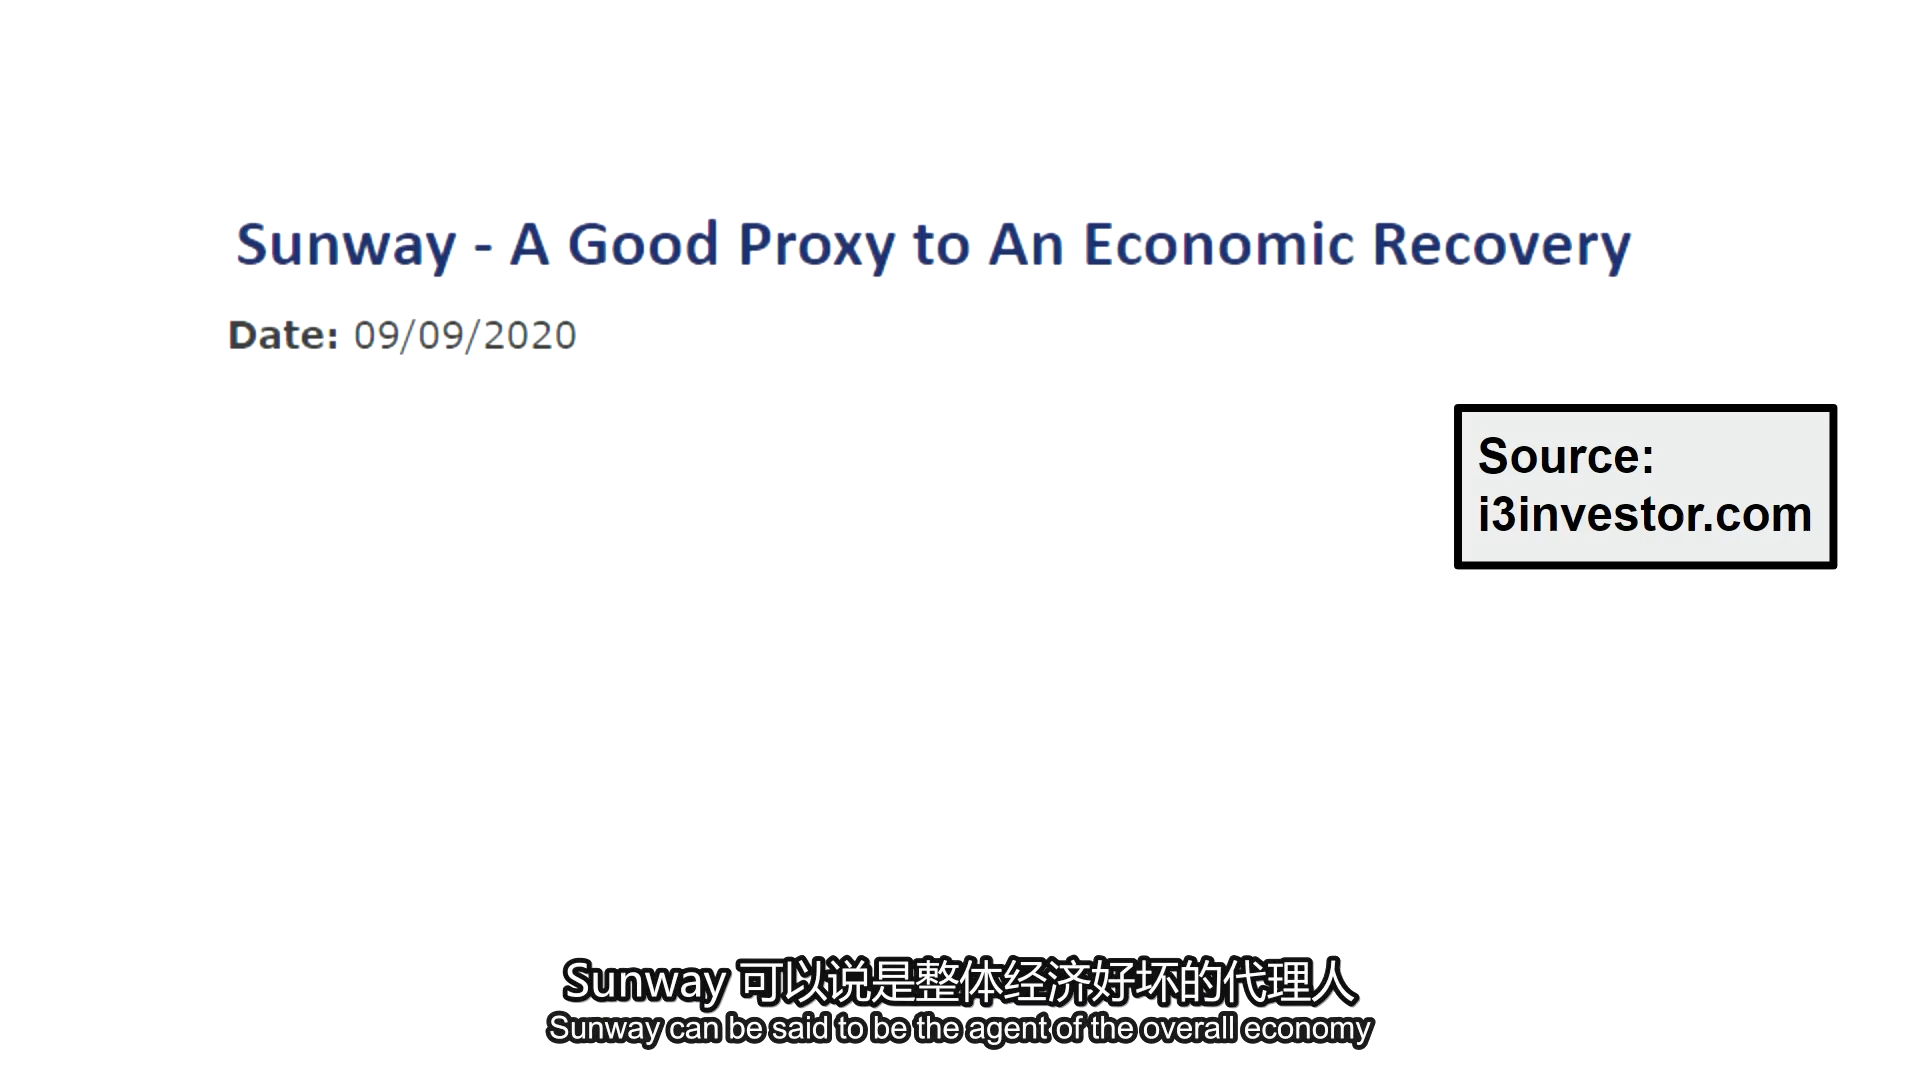 Sunway - A Good Proxy to An Economic Recovery
Date: 09/09/2020
Source:
i3investor.com
Sunway 可以说是整体经济好坏的代理人
Sunway can be said to be the agent of the overall economy